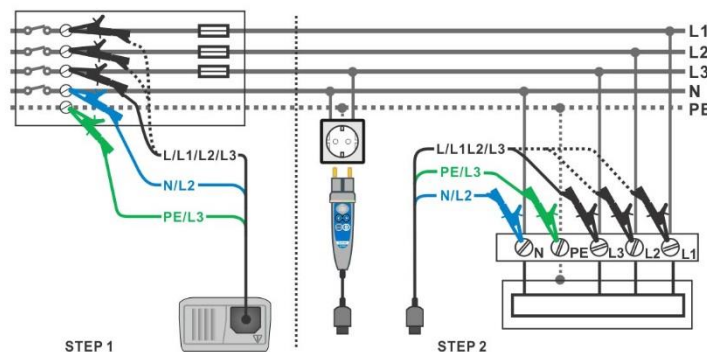 L1
L2
L3
N
PE
L/L1/L2/L3
N/L2
PE/L3
STEP 1
L/L1L2/L3
PE/L3
N/L2
N
PE
L3
L2
L1
STEP 2